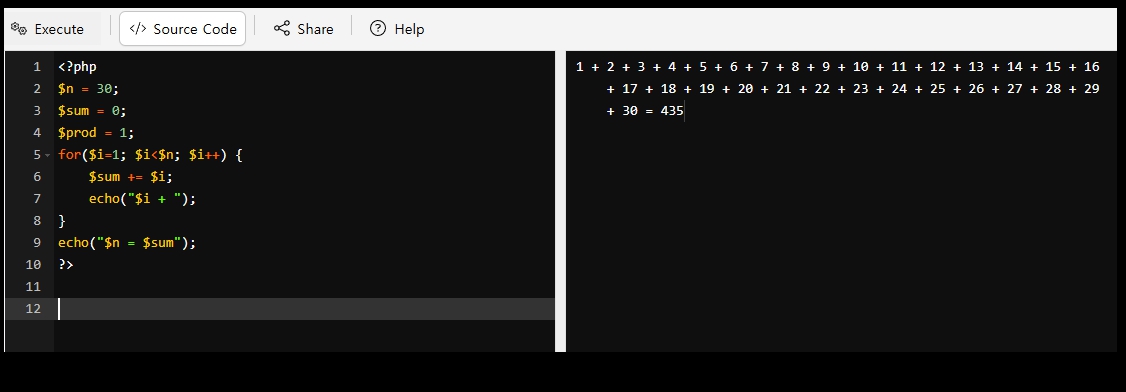 Execute
</> Source Code
Share
Help
1 <?php
2 $n = 30;
3 $sum = 0;
4 $prod = 1;
5 for($i=1; $i<$n; $i++) {
6     $sum += $i;
7     echo("$i + ");
8 }
9 echo("$n = $sum");
10 ?>
11
12
1 + 2 + 3 + 4 + 5 + 6 + 7 + 8 + 9 + 10 + 11 + 12 + 13 + 14 + 15 + 16
+ 17 + 18 + 19 + 20 + 21 + 22 + 23 + 24 + 25 + 26 + 27 + 28 + 29
+ 30 = 435